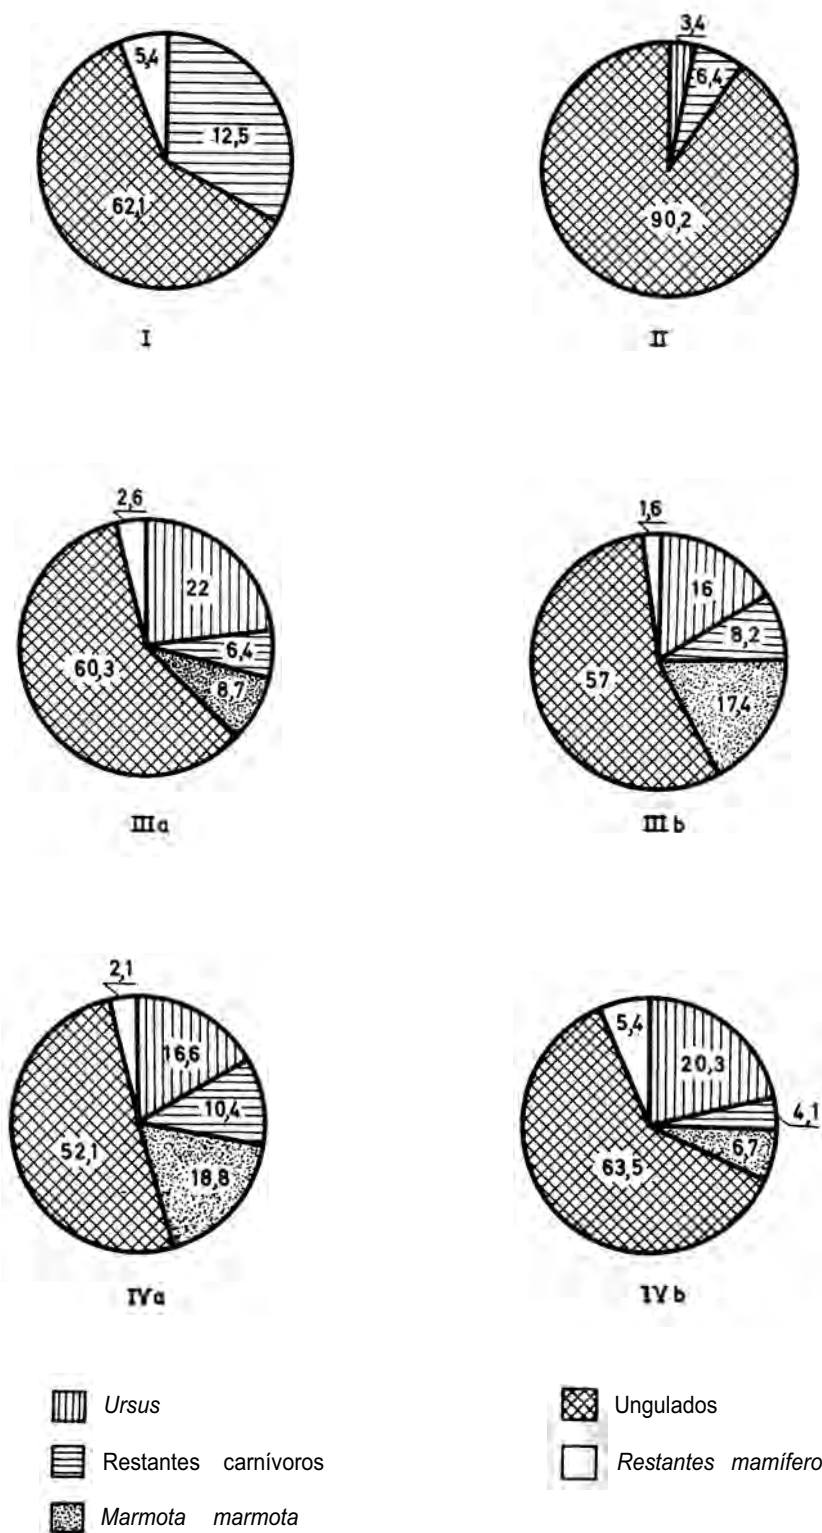 5,4
12,5
62,1
I
3,4
6,4
90,2
II
2,6
22
6,4
8,7
60,3
IIIa
1,6
16
8,2
17,4
57
IIIb
2,1
16,6
10,4
18,8
52,1
IVa
5,4
20,3
4,1
6,7
63,5
IVb
Ursus
Restantes carnívoros
Marmota marmota
Ungulados
Restantes mamífero